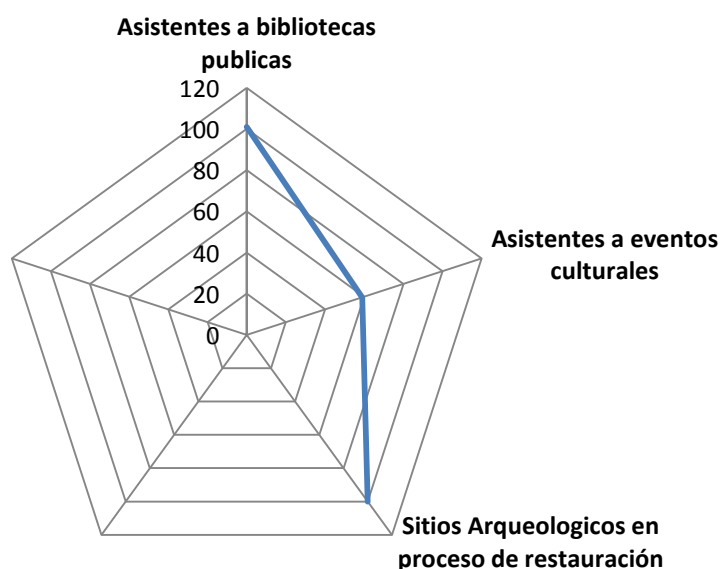 Asistentes a bibliotecas
publicas
120
100
80
60
40
20
0
Asistentes a eventos
culturales
Sitios Arqueologicos en
proceso de restauración